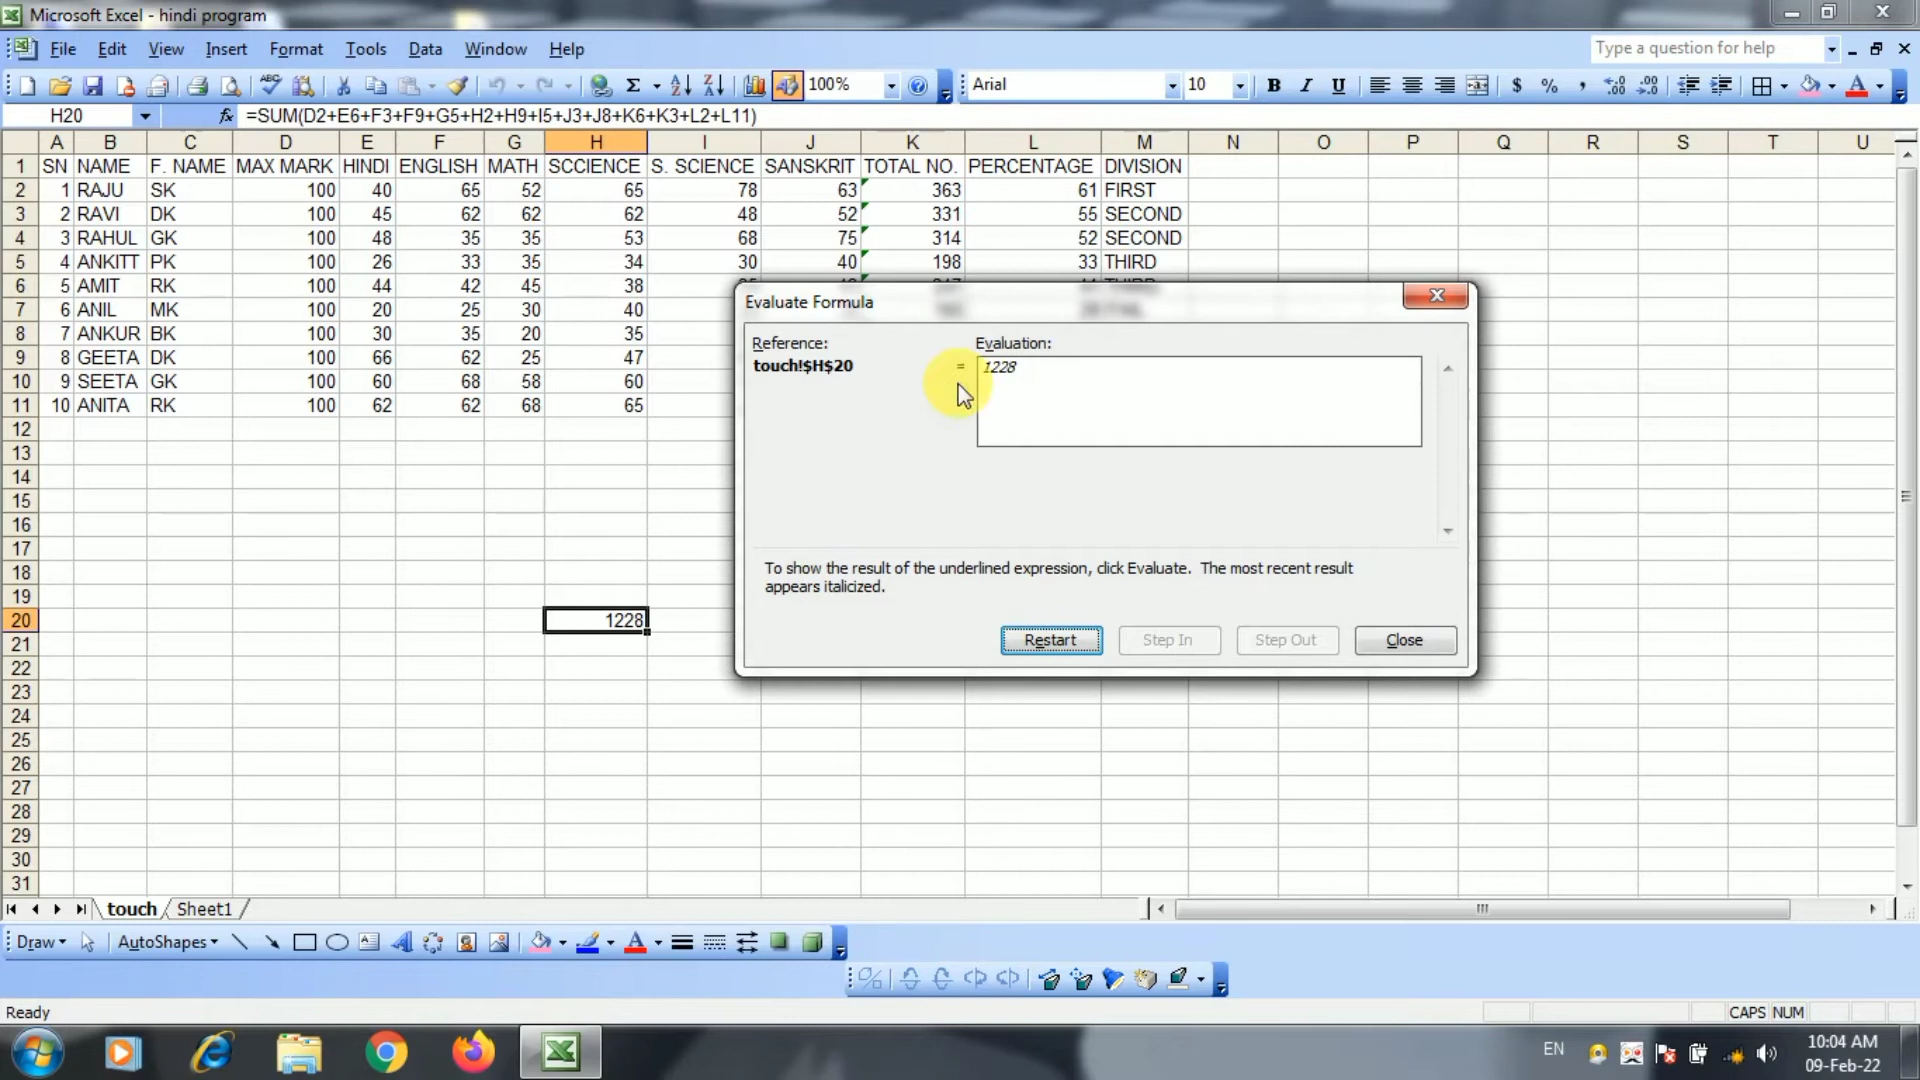 Microsoft Excel - hindi program
File Edit View Insert Format Tools Data Window Help Type a question for help
100% Arial 10 B I U $ %
H20 fx =SUM(D2+E6+F3+F9+G5+H2+H9+I5+J3+J8+K6+K3+L2+L11)
A B C D E F G H I J K L M N O P Q R S T U
1 SN NAME F. NAME MAX MARK HINDI ENGLISH MATH SCCIENCE S. SCIENCE SANSKRIT TOTAL NO. PERCENTAGE DIVISION
2 1 RAJU SK 100 40 65 52 65 78 63 363 61 FIRST
3 2 RAVI DK 100 45 62 62 62 48 52 331 55 SECOND
4 3 RAHUL GK 100 48 35 35 53 68 75 314 52 SECOND
5 4 ANKITT PK 100 26 33 35 34 30 40 198 33 THIRD
6 5 AMIT RK 100 44 42 45 38
7 6 ANIL MK 100 20 25 30 40
8 7 ANKUR BK 100 30 35 20 35
9 8 GEETA DK 100 66 62 25 47
10 9 SEETA GK 100 60 68 58 60
11 10 ANITA RK 100 62 62 68 65
12
13
14
15
16
17
18
19
20 1228
21
22
23
24
25
26
27
28
29
30
31
Evaluate Formula
Reference: Evaluation:
touch!$H$20 = 1228
To show the result of the underlined expression, click Evaluate. The most recent result
appears italicized.
Restart Step In Step Out Close
touch Sheet1
Draw AutoShapes
Ready CAPS NUM
EN 10:04 AM
09-Feb-22